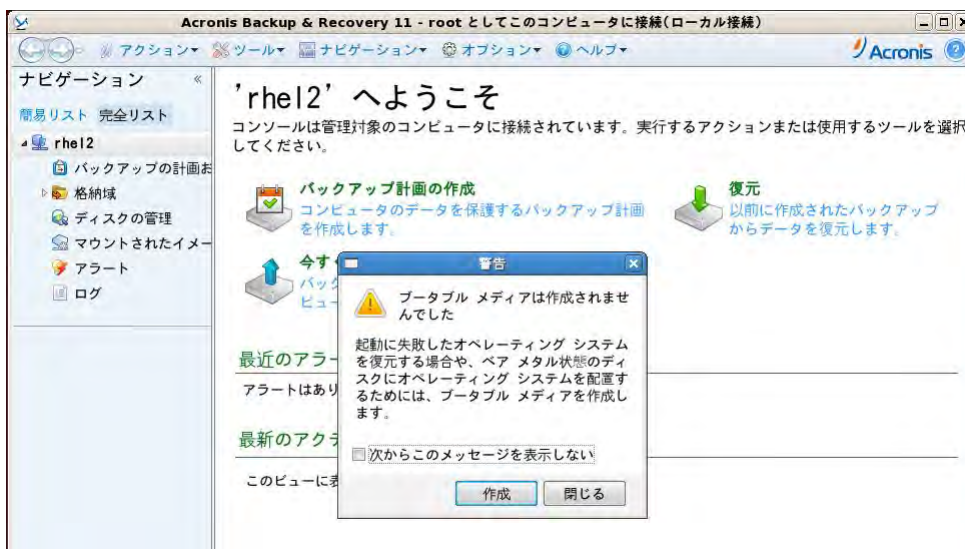 Acronis Backup & Recovery 11 - root としてこのコンピュータに接続(ローカル接続)
アクション ツール ナビゲーション オプション ヘルプ Acronis
ナビゲーション
簡易リスト 完全リスト
rhel2
バックアップの計画お
格納域
ディスクの管理
マウントされたイメー
アラート
ログ
'rhel2' へようこそ
コンソールは管理対象のコンピュータに接続されています。実行するアクションまたは使用するツールを選択
してください。
バックアップ計画の作成
コンピュータのデータを保護するバックアップ計画
を作成します。
復元
以前に作成されたバックアップ
からデータを復元します。
今す
バック
ピュー
最近のアラー
アラートはあり
最新のアクテ
このビューに表
警告
ブータブル メディアは作成されませ
んでした
起動に失敗したオペレーティング システム
を復元する場合や、ベア メタル状態のディ
スクにオペレーティング システムを配置す
るためには、ブータブル メディアを作成し
ます。
次からこのメッセージを表示しない
作成 閉じる